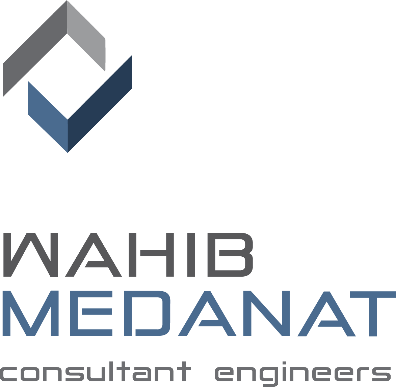 WAHIB
MEDANAT
consultant engineers